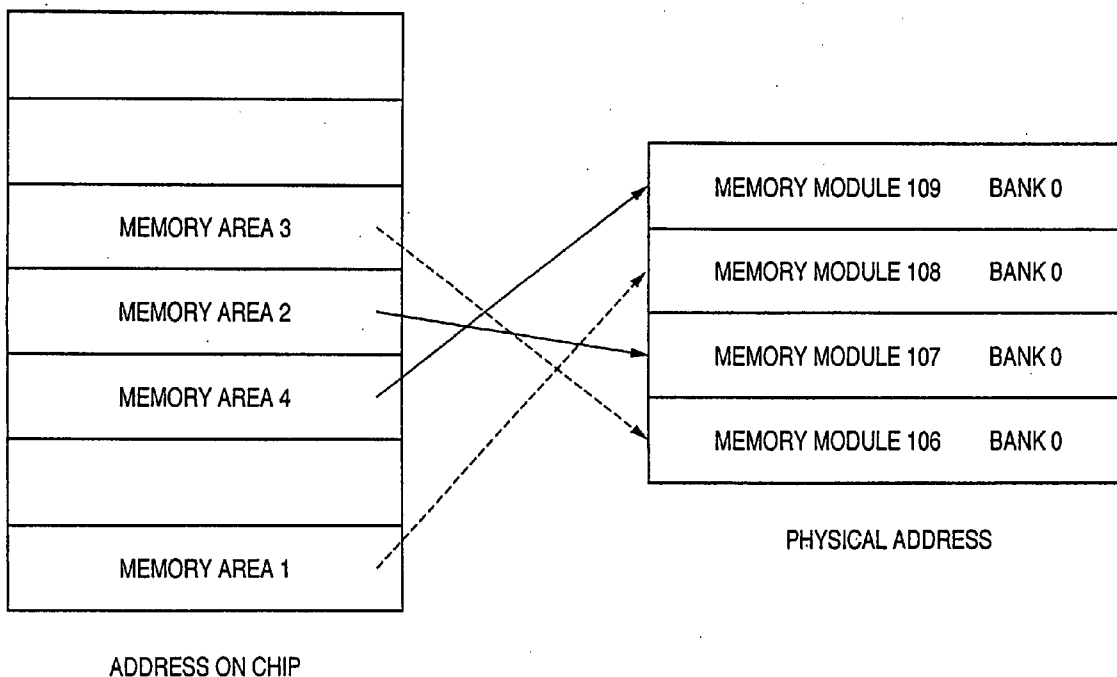 MEMORY AREA 3
MEMORY AREA 2
MEMORY AREA 4
MEMORY AREA 1
ADDRESS ON CHIP
MEMORY MODULE 109 BANK 0
MEMORY MODULE 108 BANK 0
MEMORY MODULE 107 BANK 0
MEMORY MODULE 106 BANK 0
PHYSICAL ADDRESS